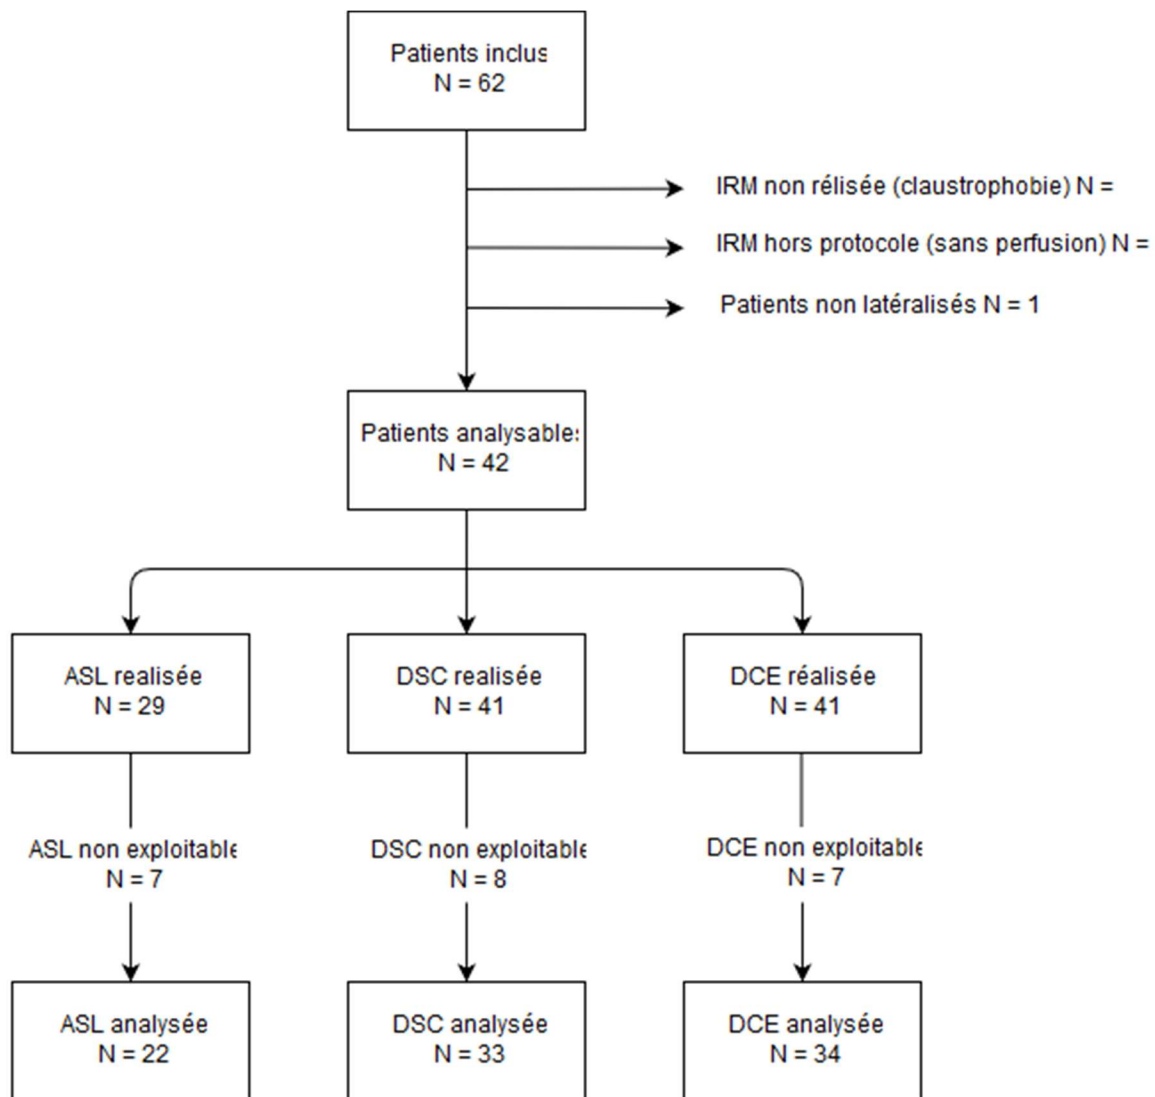 Patients inclus
N = 62
IRM non rélisée (claustrophobie) N =
IRM hors protocole (sans perfusion) N =
Patients non latéralisés N = 1
Patients analysables
N = 42
ASL realisée
N = 29
DSC realisée
N = 41
DCE réalisée
N = 41
ASL non exploitable
N = 7
DSC non exploitable
N = 8
DCE non exploitable
N = 7
ASL analysée
N = 22
DSC analysée
N = 33
DCE analysée
N = 34